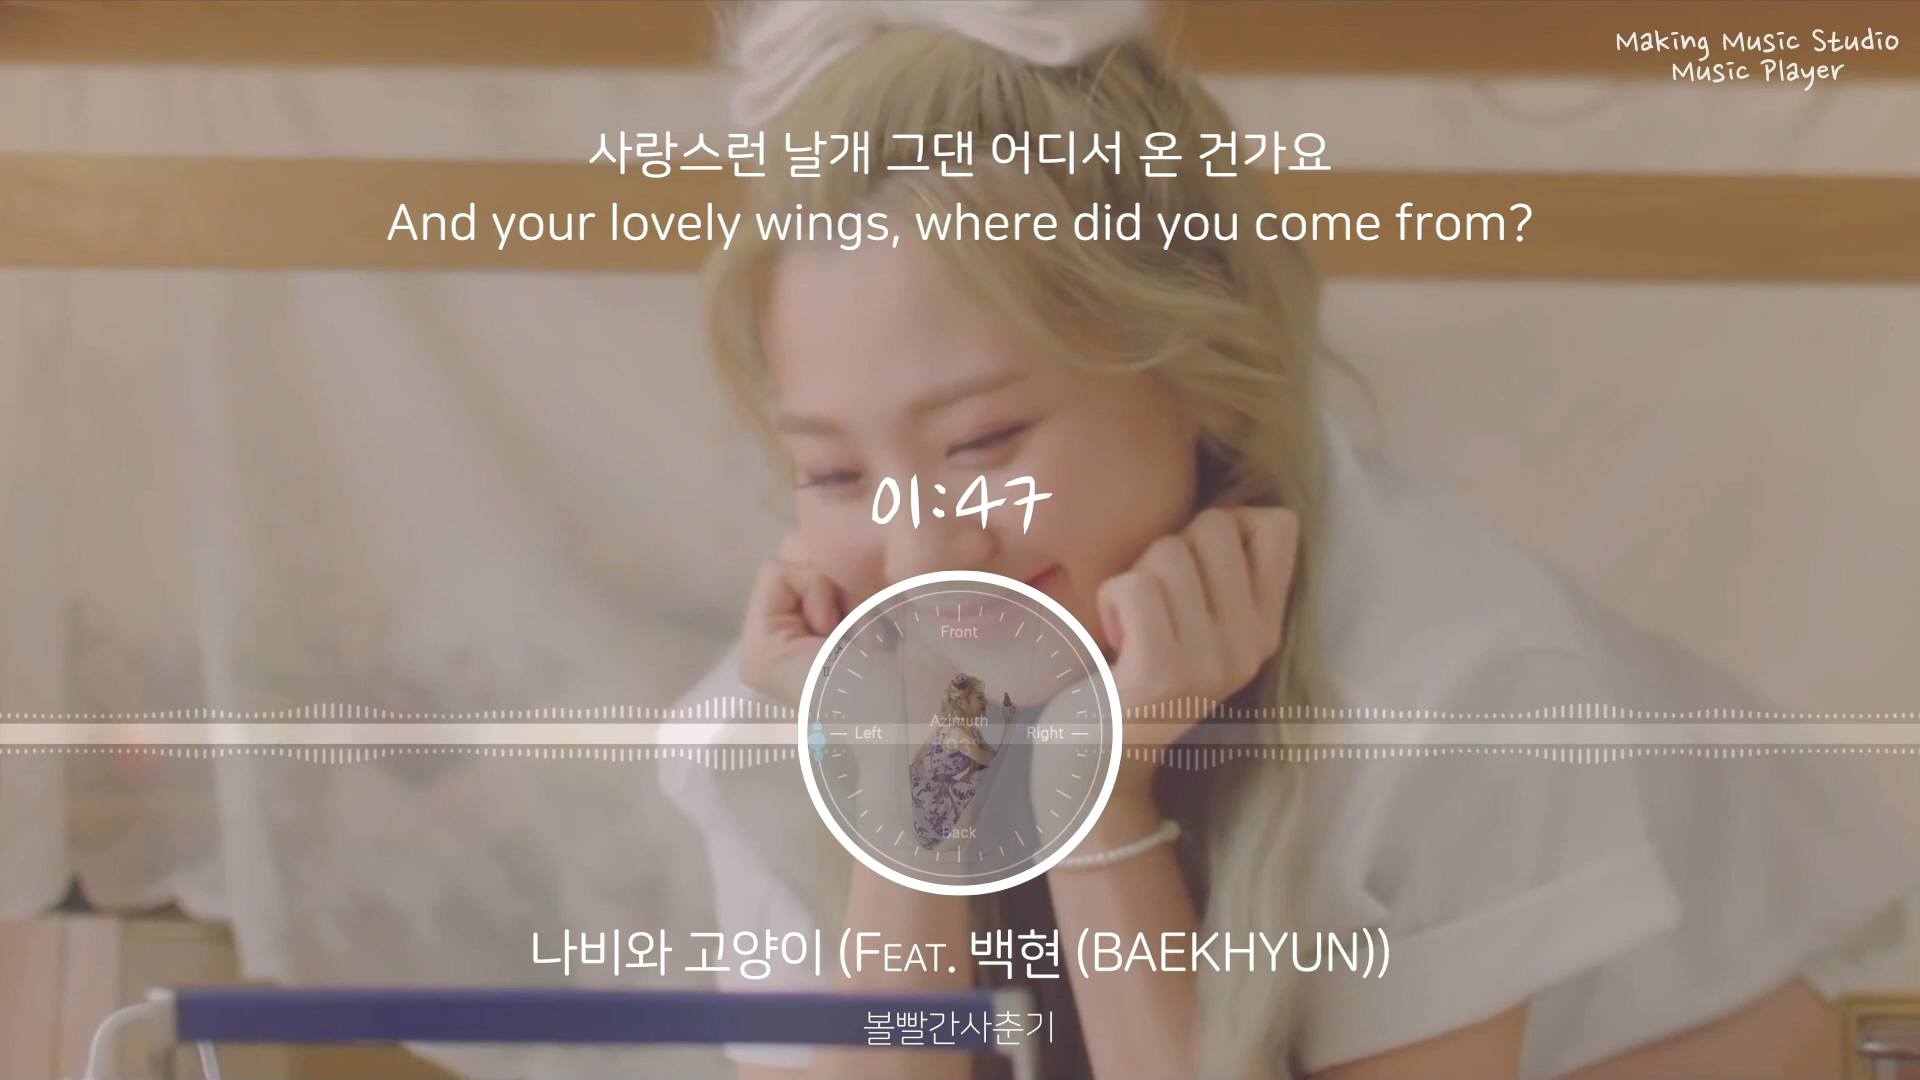 Making Music Studio
Music Player
사랑스런 날개 그댄 어디서 온 건가요
And your lovely wings, where did you come from?
01:47
Front
Azimuth
Left
Right
Back
나비와 고양이 (FEAT. 백현 (BAEKHYUN))
볼빨간사춘기